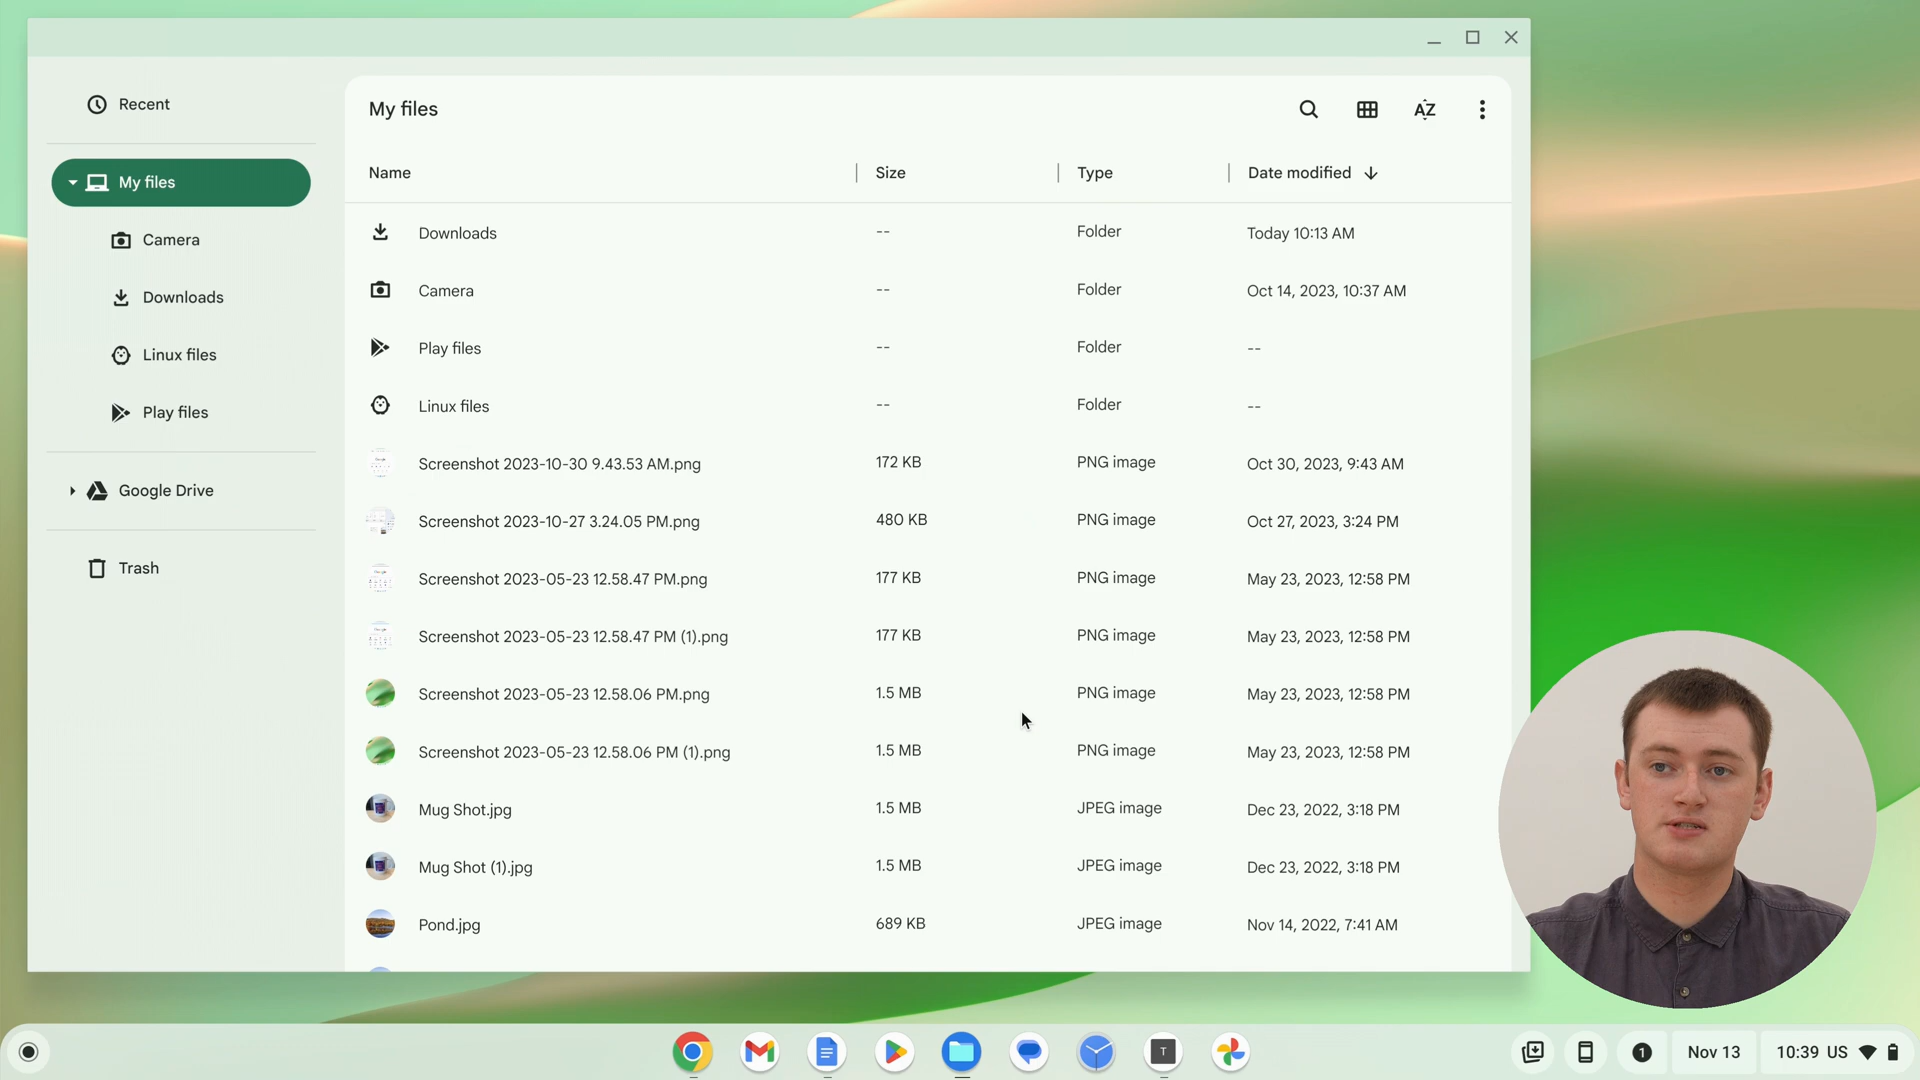 Recent
My files
Camera
Downloads
Linux files
Play files
Google Drive
Trash
My files
AZ
Name Size Type Date modified
Downloads -- Folder Today 10:13 AM
Camera -- Folder Oct 14, 2023, 10:37 AM
Play files -- Folder --
Linux files -- Folder --
Screenshot 2023-10-30 9.43.53 AM.png 172 KB PNG image Oct 30, 2023, 9:43 AM
Screenshot 2023-10-27 3.24.05 PM.png 480 KB PNG image Oct 27, 2023, 3:24 PM
Screenshot 2023-05-23 12.58.47 PM.png 177 KB PNG image May 23, 2023, 12:58 PM
Screenshot 2023-05-23 12.58.47 PM (1).png 177 KB PNG image May 23, 2023, 12:58 PM
Screenshot 2023-05-23 12.58.06 PM.png 1.5 MB PNG image May 23, 2023, 12:58 PM
Screenshot 2023-05-23 12.58.06 PM (1).png 1.5 MB PNG image May 23, 2023, 12:58 PM
Mug Shot.jpg 1.5 MB JPEG image Dec 23, 2022, 3:18 PM
Mug Shot (1).jpg 1.5 MB JPEG image Dec 23, 2022, 3:18 PM
Pond.jpg 689 KB JPEG image Nov 14, 2022, 7:41 AM
T
1 Nov 13 10:39 US